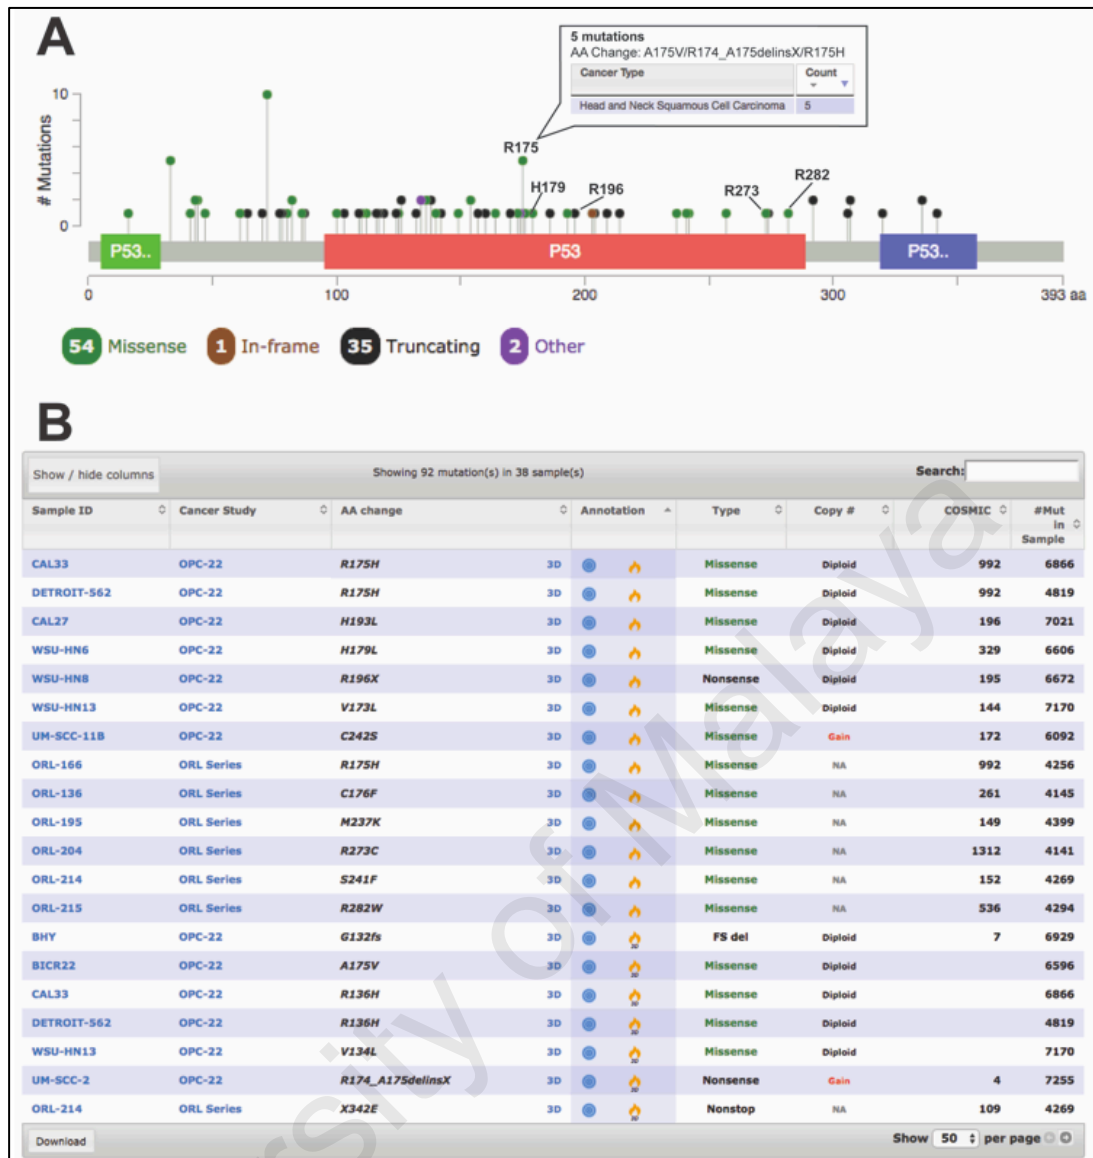 A
5 mutations
AA Change: A175V/R174_A175delinsX/R175H
Cancer Type Count
Head and Neck Squamous Cell Carcinoma 5
# Mutations
10
5
0
R175
H179
R196
R273
R282
P53..
P53
P53..
0 100 200 300 393 aa
54 Missense 1 In-frame 35 Truncating 2 Other
B
Show / hide columns Showing 92 mutation(s) in 38 sample(s) Search:
Sample ID Cancer Study AA change Annotation Type Copy # COSMIC #Mut in Sample
CAL33 OPC-22 R175H 3D Missense Diploid 992 6866
DETROIT-562 OPC-22 R175H 3D Missense Diploid 992 4819
CAL27 OPC-22 H193L 3D Missense Diploid 196 7021
WSU-HN6 OPC-22 H179L 3D Missense Diploid 329 6606
WSU-HN8 OPC-22 R196X 3D Nonsense Diploid 195 6672
WSU-HN13 OPC-22 V173L 3D Missense Diploid 144 7170
UM-SCC-11B OPC-22 C242S 3D Missense Gain 172 6092
ORL-166 ORL Series R175H 3D Missense NA 992 4256
ORL-136 ORL Series C176F 3D Missense NA 261 4145
ORL-195 ORL Series M237K 3D Missense NA 149 4399
ORL-204 ORL Series R273C 3D Missense NA 1312 4141
ORL-214 ORL Series S241F 3D Missense NA 152 4269
ORL-215 ORL Series R282W 3D Missense NA 536 4294
BHY OPC-22 G132fs 3D 3D FS del Diploid 7 6929
BICR22 OPC-22 A175V 3D 3D Missense Diploid 6596
CAL33 OPC-22 R136H 3D 3D Missense Diploid 6866
DETROIT-562 OPC-22 R136H 3D 3D Missense Diploid 4819
WSU-HN13 OPC-22 V134L 3D 3D Missense Diploid 7170
UM-SCC-2 OPC-22 R174_A175delinsX 3D 3D Nonsense Gain 4 7255
ORL-214 ORL Series X342E 3D 3D Nonstop NA 109 4269
Download Show 50 per page
ersity of Malaya